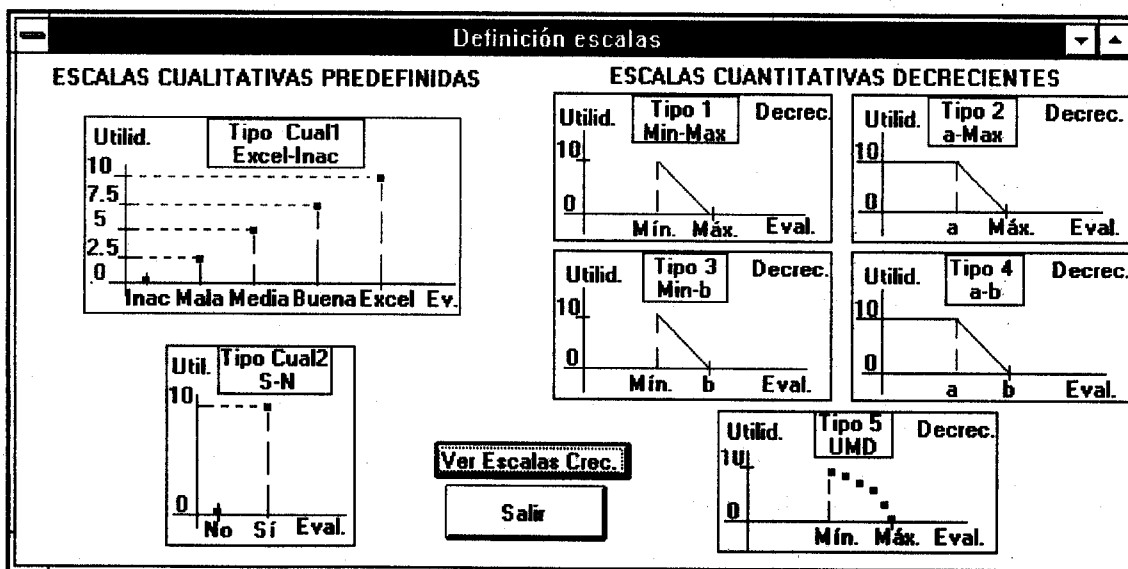 Definición escalas
ESCALAS CUALITATIVAS PREDEFINIDAS
ESCALAS CUANTITATIVAS DECRECIENTES
Utilid.
Tipo Cual1
Excel-Inac
10
7.5
5
2.5
0
Inac Mala Media Buena Excel Ev.
Util.
Tipo Cual2
S-N
10
0
No Sí Eval.
Utilid.
Tipo 1
Min-Max
Decrec.
10
0
Mín. Máx. Eval.
Utilid.
Tipo 2
a-Max
Decrec.
10
0
a Máx. Eval.
Utilid.
Tipo 3
Min-b
Decrec.
10
0
Mín. b Eval.
Utilid.
Tipo 4
a-b
Decrec.
10
0
a b Eval.
Utilid.
Tipo 5
UMD
Decrec.
10
0
Mín. Máx. Eval.
Ver Escalas Crec.
Salir